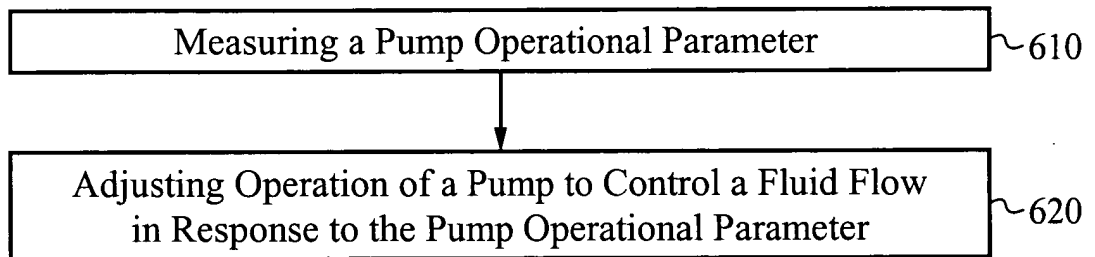 Measuring a Pump Operational Parameter
610
Adjusting Operation of a Pump to Control a Fluid Flow
in Response to the Pump Operational Parameter
620